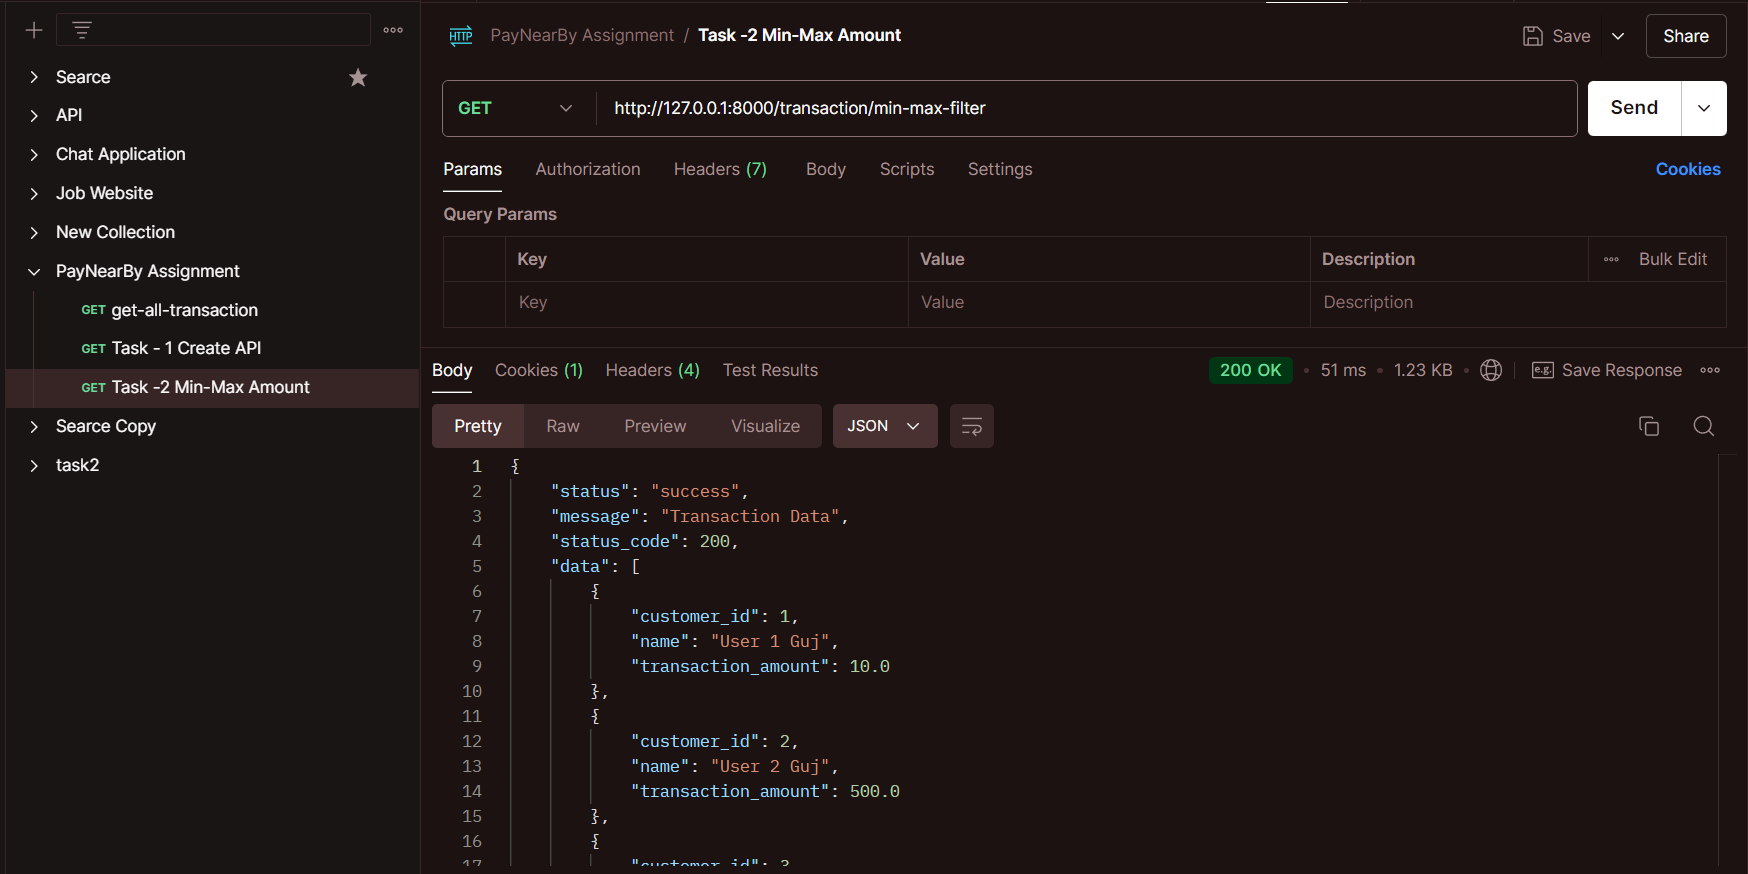 Searce
API
Chat Application
Job Website
New Collection
PayNearBy Assignment
GET get-all-transaction
GET Task - 1 Create API
GET Task -2 Min-Max Amount
Searce Copy
task2
HTTP PayNearBy Assignment / Task -2 Min-Max Amount
Save
Share
GET http://127.0.0.1:8000/transaction/min-max-filter
Send
Params Authorization Headers (7) Body Scripts Settings
Cookies
Query Params
Key Value Description Bulk Edit
Key Value Description
Body Cookies (1) Headers (4) Test Results
200 OK • 51 ms • 1.23 KB • e.g. Save Response
Pretty Raw Preview Visualize JSON
1 {
2 "status": "success",
3 "message": "Transaction Data",
4 "status_code": 200,
5 "data": [
6 {
7 "customer_id": 1,
8 "name": "User 1 Guj",
9 "transaction_amount": 10.0
10 },
11 {
12 "customer_id": 2,
13 "name": "User 2 Guj",
14 "transaction_amount": 500.0
15 },
16 {
17 "customer_id": 3